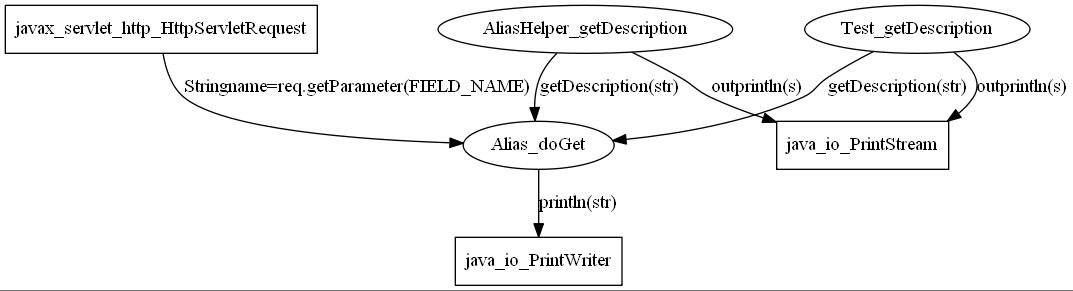 javax_servlet_http_HttpServletRequest
AliasHelper_getDescription
Test_getDescription
Stringname=req.getParameter(FIELD_NAME)
getDescription(str)
outprintln(s)
getDescription(str)
outprintln(s)
Alias_doGet
java_io_PrintStream
println(str)
java_io_PrintWriter